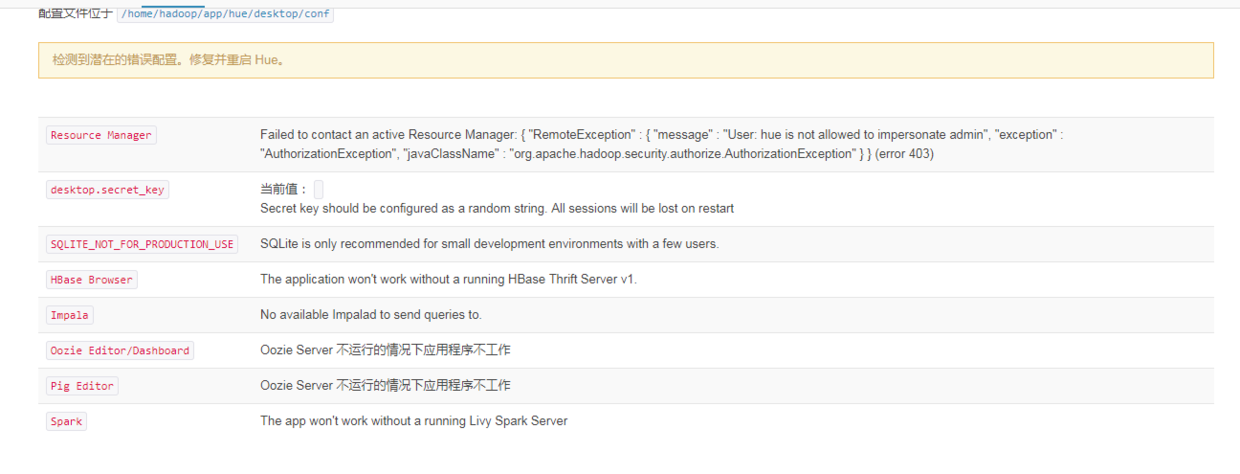 配置文件位于 /home/hadoop/app/hue/desktop/conf
检测到潜在的错误配置。修复并重启 Hue。
Resource Manager Failed to contact an active Resource Manager: { "RemoteException" : { "message" : "User: hue is not allowed to impersonate admin", "exception" :
"AuthorizationException", "javaClassName" : "org.apache.hadoop.security.authorize.AuthorizationException" } } (error 403)
desktop.secret_key 当前值：
Secret key should be configured as a random string. All sessions will be lost on restart
SQLITE_NOT_FOR_PRODUCTION_USE SQLite is only recommended for small development environments with a few users.
HBase Browser The application won't work without a running HBase Thrift Server v1.
Impala No available Impalad to send queries to.
Oozie Editor/Dashboard Oozie Server 不运行的情况下应用程序不工作
Pig Editor Oozie Server 不运行的情况下应用程序不工作
Spark The app won't work without a running Livy Spark Server